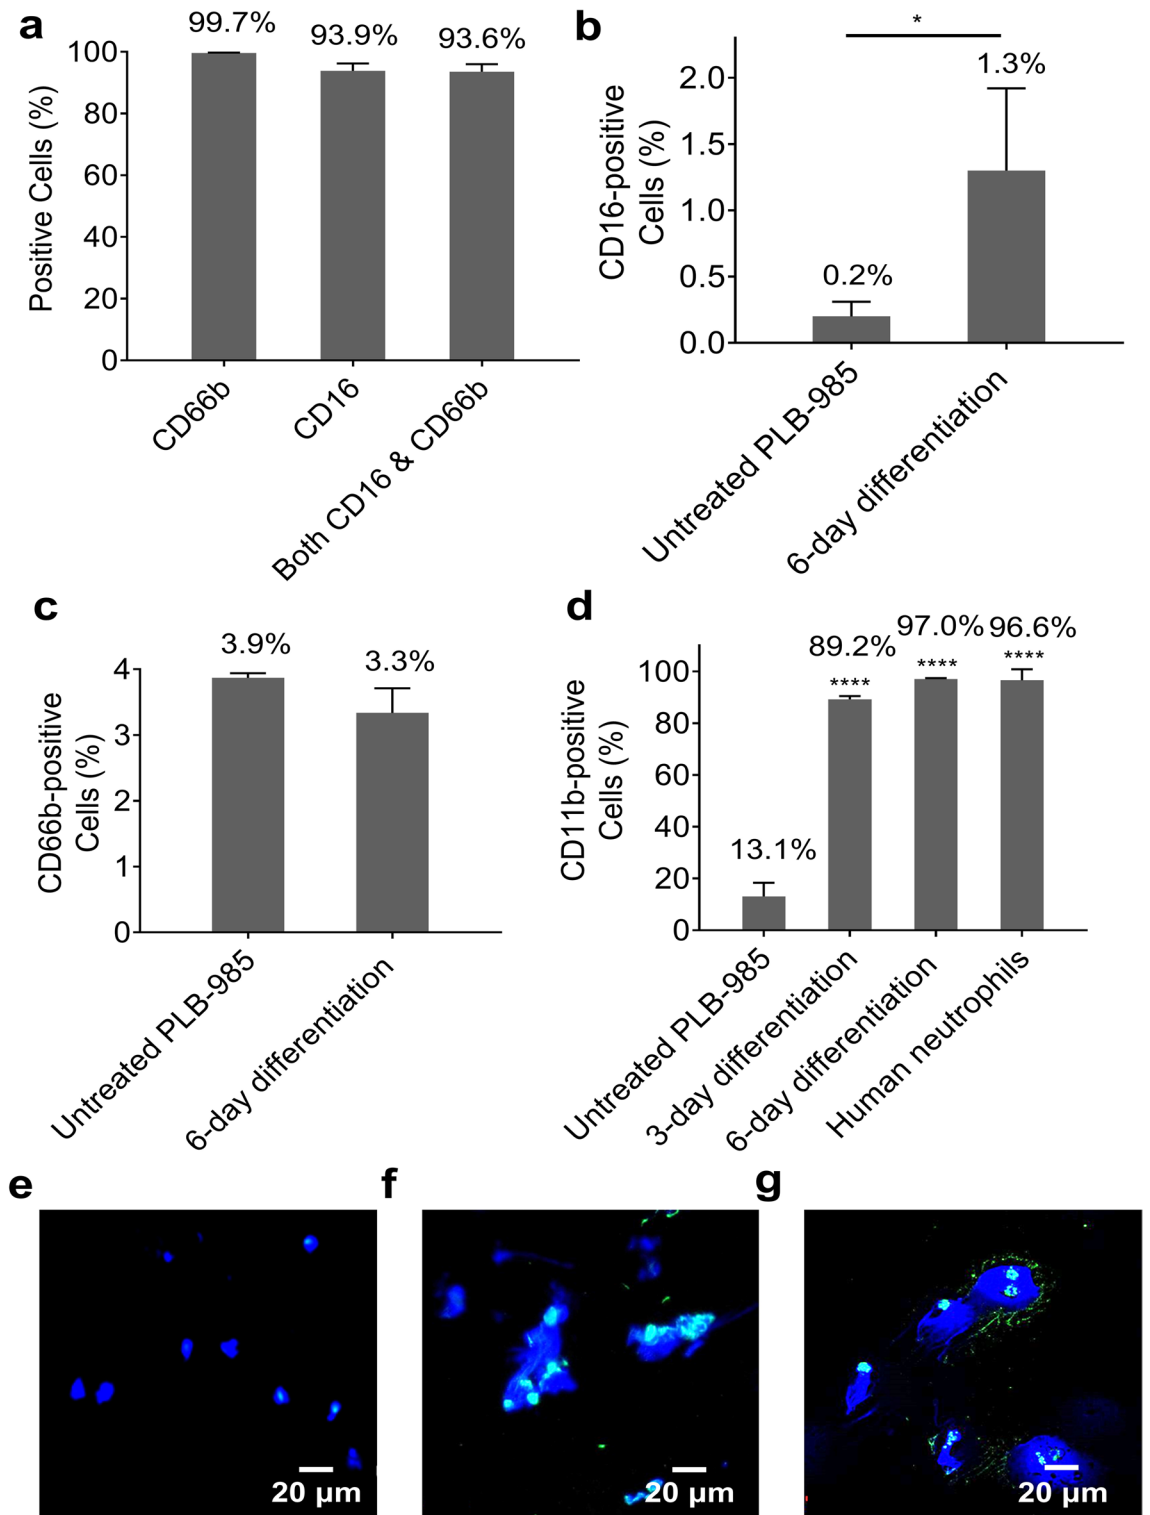 a
99.7%
93.9%
93.6%
Positive Cells (%)
100
80
60
40
20
0
CD66b
CD16
Both CD16 & CD66b
b
*
1.3%
0.2%
CD16-positive
Cells (%)
2.0
1.5
1.0
0.5
0.0
Untreated PLB-985
6-day differentiation
c
3.9%
3.3%
CD66b-positive
Cells (%)
4
3
2
1
0
Untreated PLB-985
6-day differentiation
d
13.1%
89.2%
97.0%
96.6%
****
****
****
CD11b-positive
Cells (%)
100
80
60
40
20
0
Untreated PLB-985
3-day differentiation
6-day differentiation
Human neutrophils
e
20 μm
f
20 μm
g
20 μm